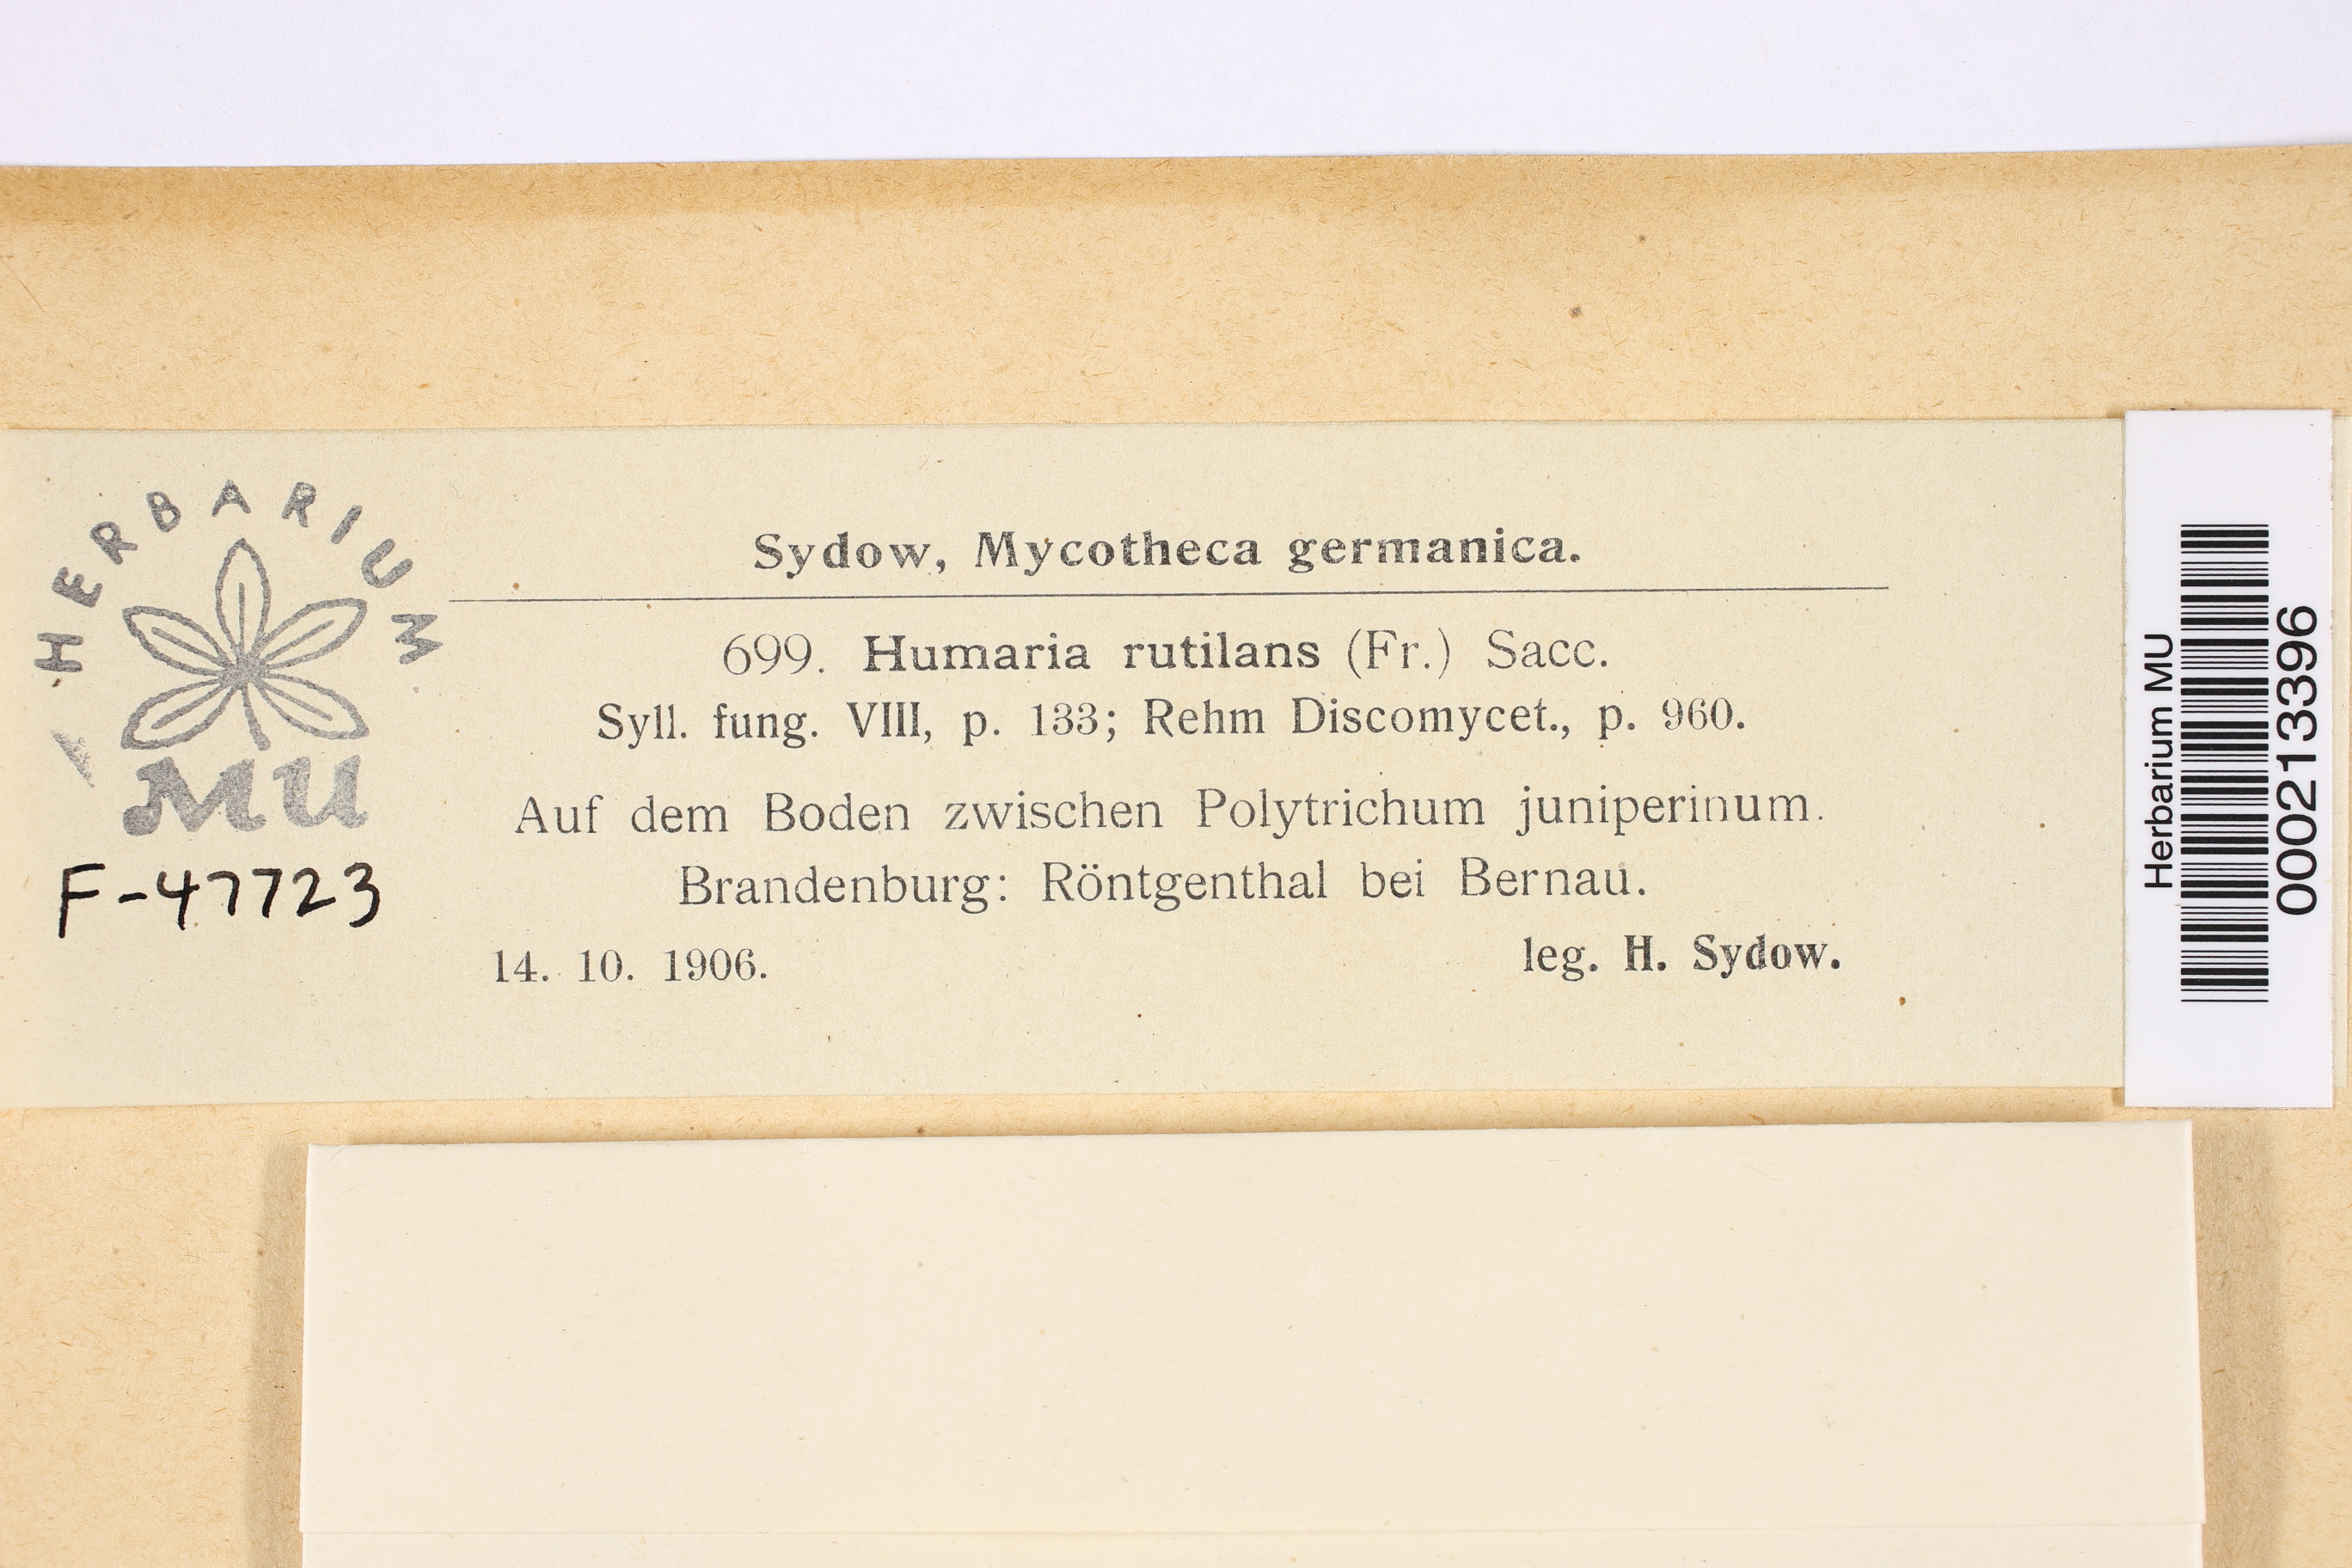 HERBARIUM
MU
F-47723
Sydow, Mycotheca germanica.
699. Humaria rutilans (Fr.) Sacc.
Syll. fung. VIII, p. 133; Rehm Discomycet., p. 960.
Auf dem Boden zwischen Polytrichum juniperinum.
Brandenburg: Röntgenthal bei Bernau.
14. 10. 1906. leg. H. Sydow.
Herbarium MU
000213396